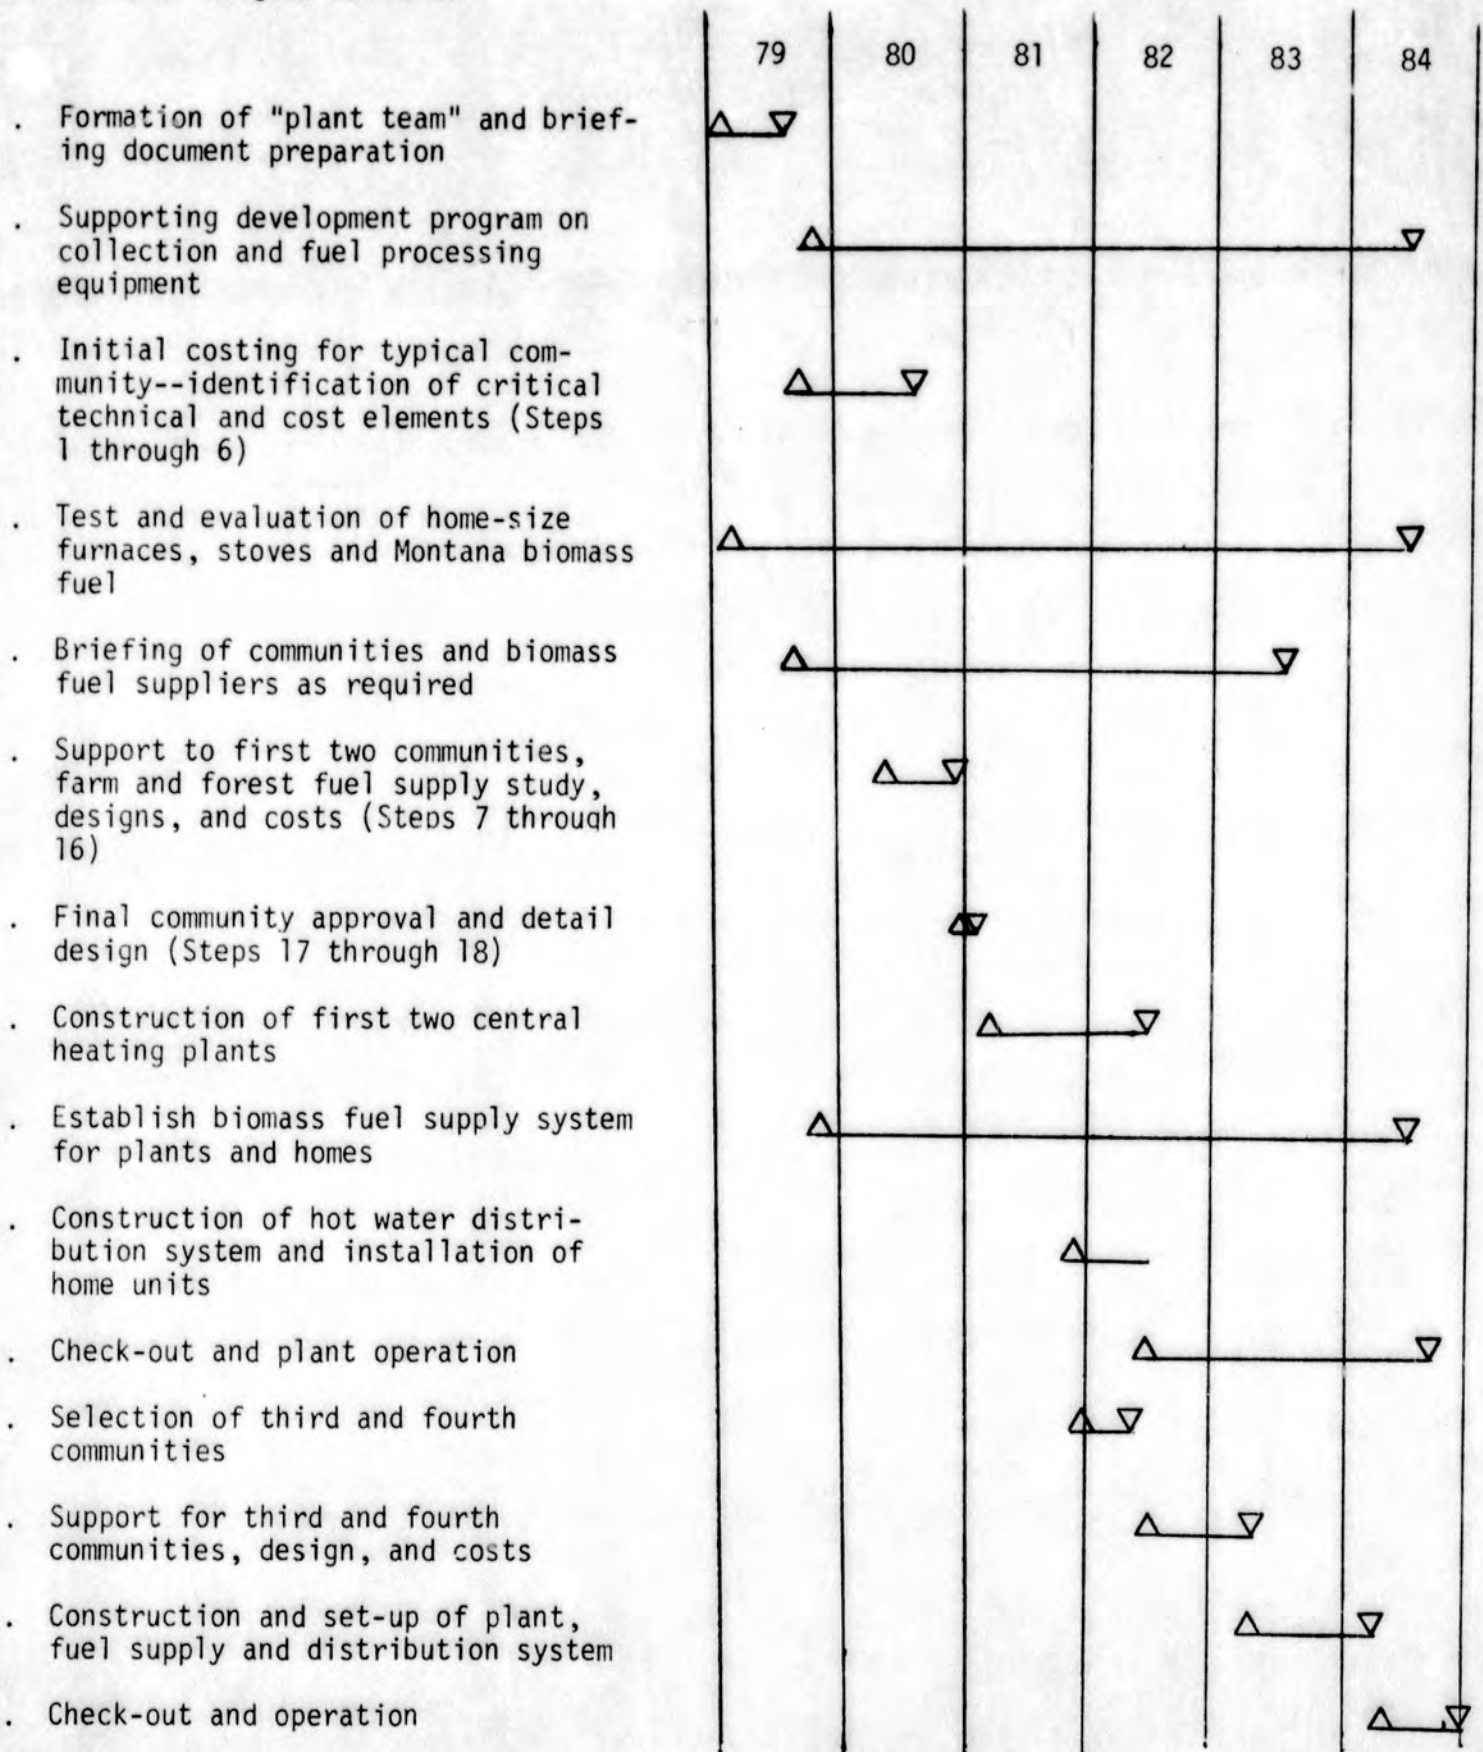 79 80 81 82 83 84
. Formation of "plant team" and brief-
ing document preparation
. Supporting development program on
collection and fuel processing
equipment
. Initial costing for typical com-
munity--identification of critical
technical and cost elements (Steps
1 through 6)
. Test and evaluation of home-size
furnaces, stoves and Montana biomass
fuel
. Briefing of communities and biomass
fuel suppliers as required
. Support to first two communities,
farm and forest fuel supply study,
designs, and costs (Steps 7 through
16)
. Final community approval and detail
design (Steps 17 through 18)
. Construction of first two central
heating plants
. Establish biomass fuel supply system
for plants and homes
. Construction of hot water distri-
bution system and installation of
home units
. Check-out and plant operation
. Selection of third and fourth
communities
. Support for third and fourth
communities, design, and costs
. Construction and set-up of plant,
fuel supply and distribution system
. Check-out and operation